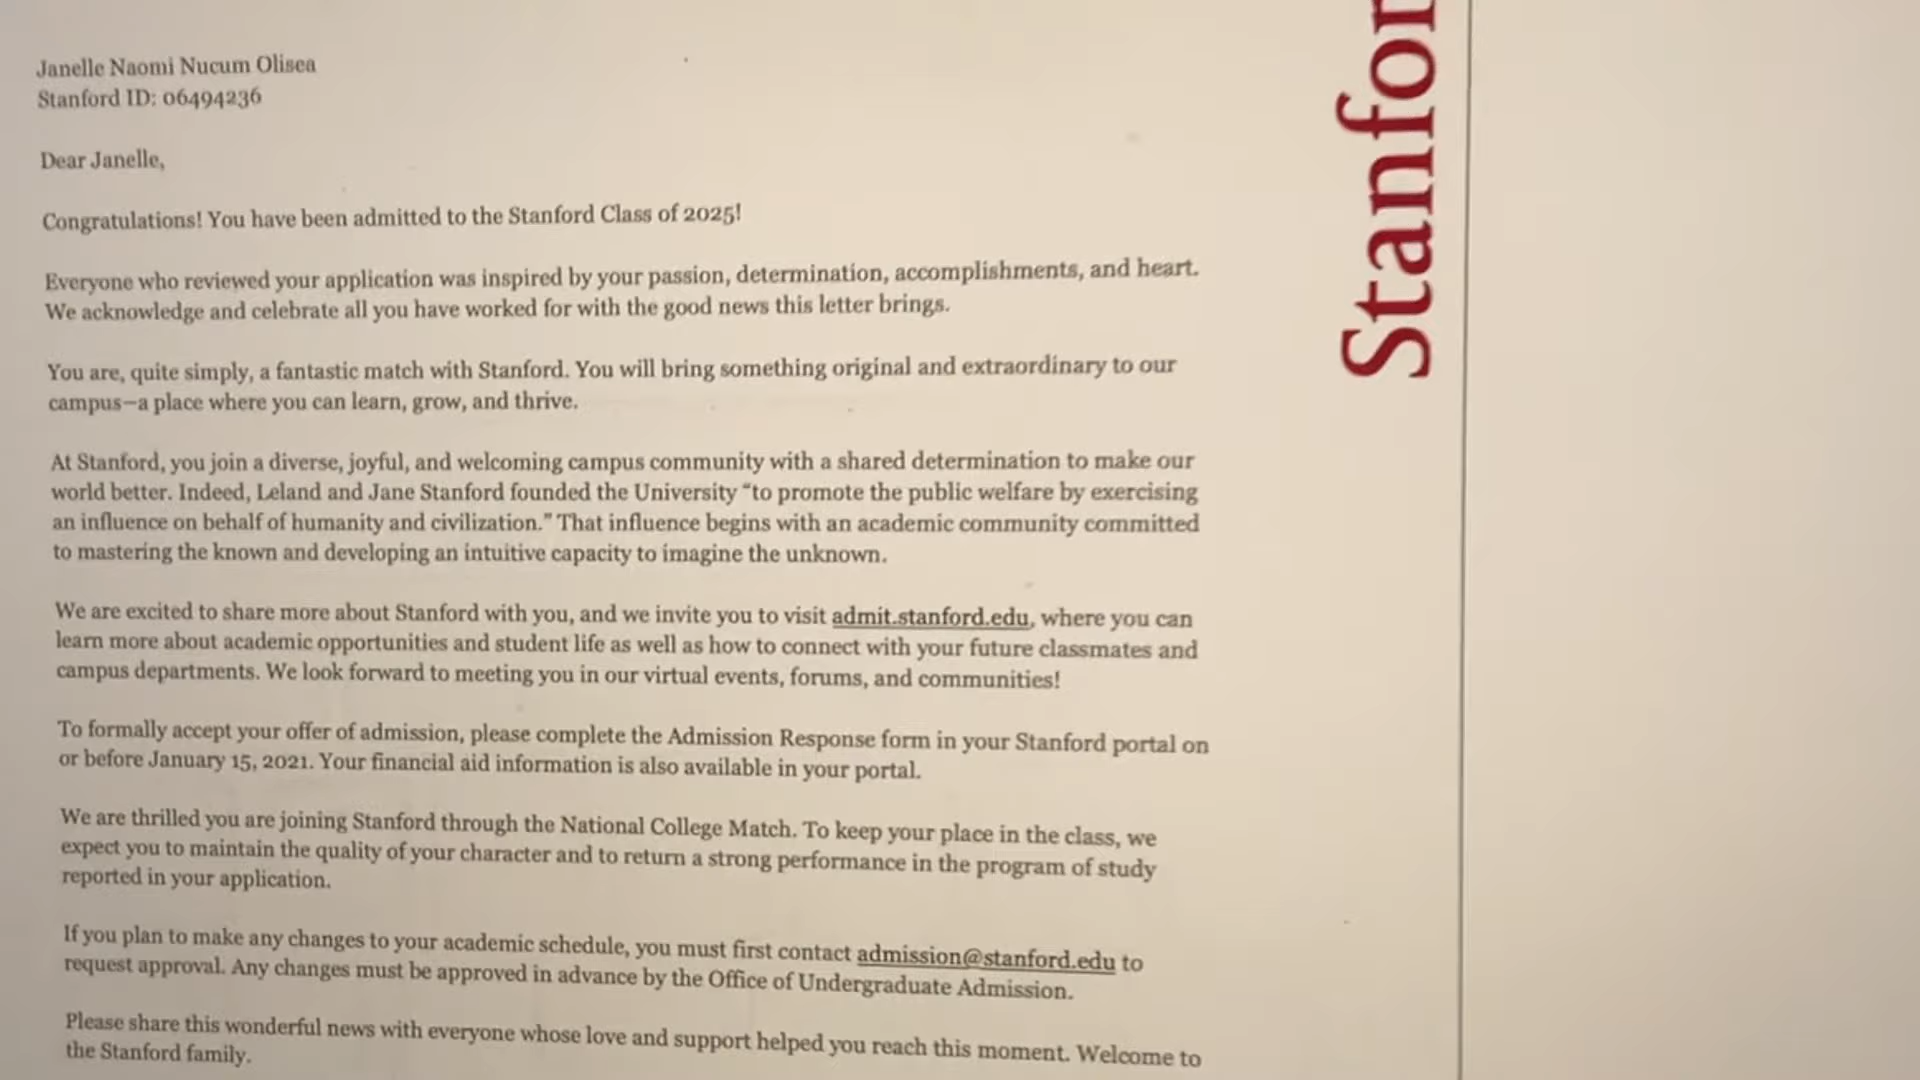 Janelle Naomi Nucum Olisea
Stanford ID: 06494236
Dear Janelle,
Congratulations! You have been admitted to the Stanford Class of 2025!
Everyone who reviewed your application was inspired by your passion, determination, accomplishments, and heart.
We acknowledge and celebrate all you have worked for with the good news this letter brings.
You are, quite simply, a fantastic match with Stanford. You will bring something original and extraordinary to our
campus—a place where you can learn, grow, and thrive.
At Stanford, you join a diverse, joyful, and welcoming campus community with a shared determination to make our
world better. Indeed, Leland and Jane Stanford founded the University “to promote the public welfare by exercising
an influence on behalf of humanity and civilization.” That influence begins with an academic community committed
to mastering the known and developing an intuitive capacity to imagine the unknown.
We are excited to share more about Stanford with you, and we invite you to visit admit.stanford.edu, where you can
learn more about academic opportunities and student life as well as how to connect with your future classmates and
campus departments. We look forward to meeting you in our virtual events, forums, and communities!
To formally accept your offer of admission, please complete the Admission Response form in your Stanford portal on
or before January 15, 2021. Your financial aid information is also available in your portal.
We are thrilled you are joining Stanford through the National College Match. To keep your place in the class, we
expect you to maintain the quality of your character and to return a strong performance in the program of study
reported in your application.
If you plan to make any changes to your academic schedule, you must first contact admission@stanford.edu to
request approval. Any changes must be approved in advance by the Office of Undergraduate Admission.
Please share this wonderful news with everyone whose love and support helped you reach this moment. Welcome to
the Stanford family.
Stanfor